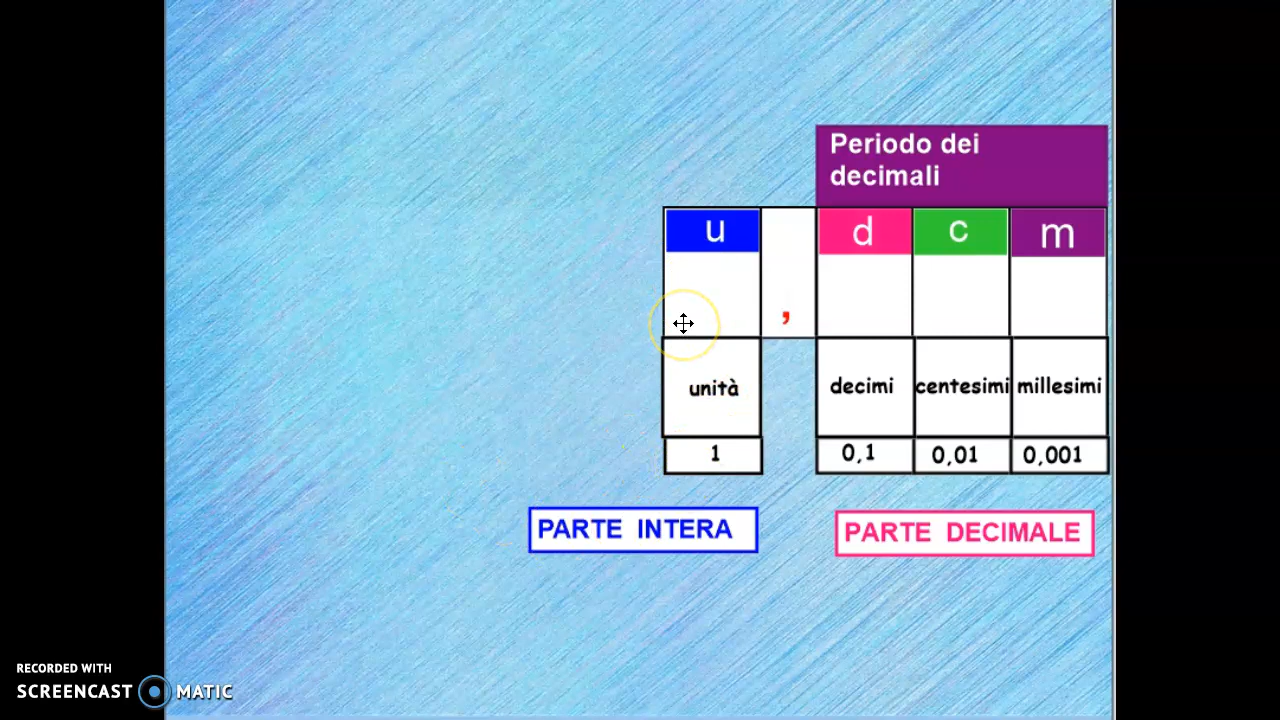 Periodo dei
decimali
u d c m
,
unità decimi centesimi millesimi
1 0,1 0,01 0,001
PARTE INTERA PARTE DECIMALE
RECORDED WITH
SCREENCAST MATIC